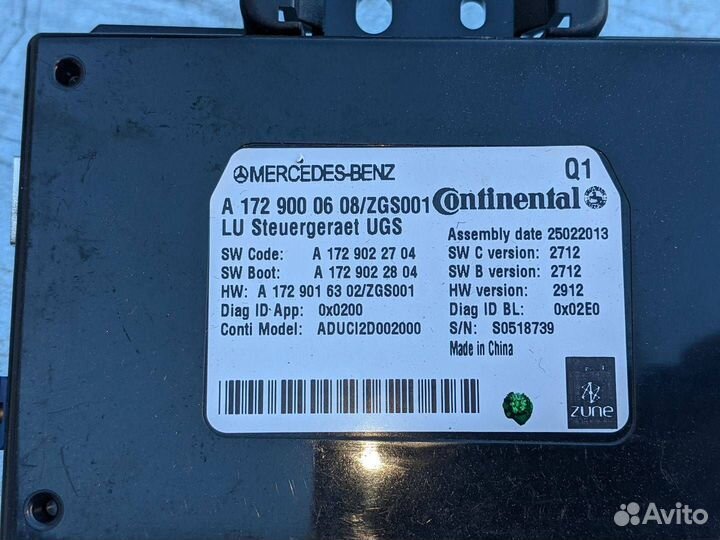 MERCEDES-BENZ
Q1
A 172 900 06 08/ZGS001
Continental
LU Steuergeraet UGS
Assembly date 25022013
SW Code: A 172 902 27 04
SW C version: 2712
SW Boot: A 172 902 28 04
SW B version: 2712
HW: A 172 901 63 02/ZGS001
HW version: 2912
Diag ID App: 0x0200
Diag ID BL: 0x02E0
Conti Model: ADUCI2D002000
S/N: S0518739
Made in China
zune
Avito